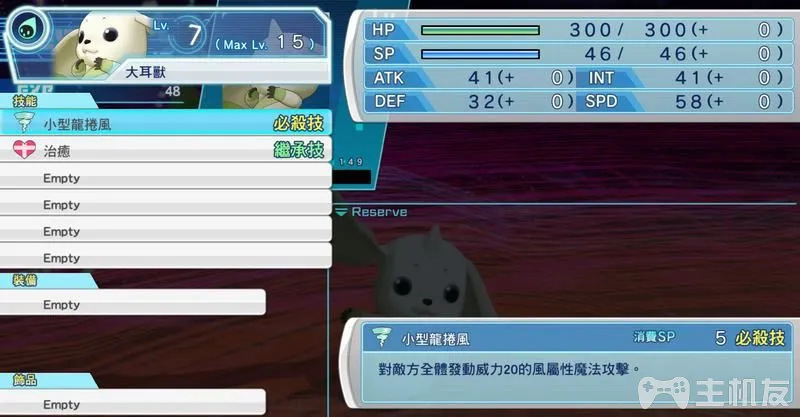 Lv. 7 (Max Lv. 15)
大耳獸
48
技能
小型龍捲風 必殺技
治癒 繼承技
Empty
Empty
Empty
Empty
裝備
Empty
飾品
Empty
HP 300/ 300(+ 0)
SP 46/ 46(+ 0)
ATK 41(+ 0) INT 41(+ 0)
DEF 32(+ 0) SPD 58(+ 0)
149
Reserve
小型龍捲風 消費SP 5 必殺技
對敵方全體發動威力20的風屬性魔法攻擊。
主机友